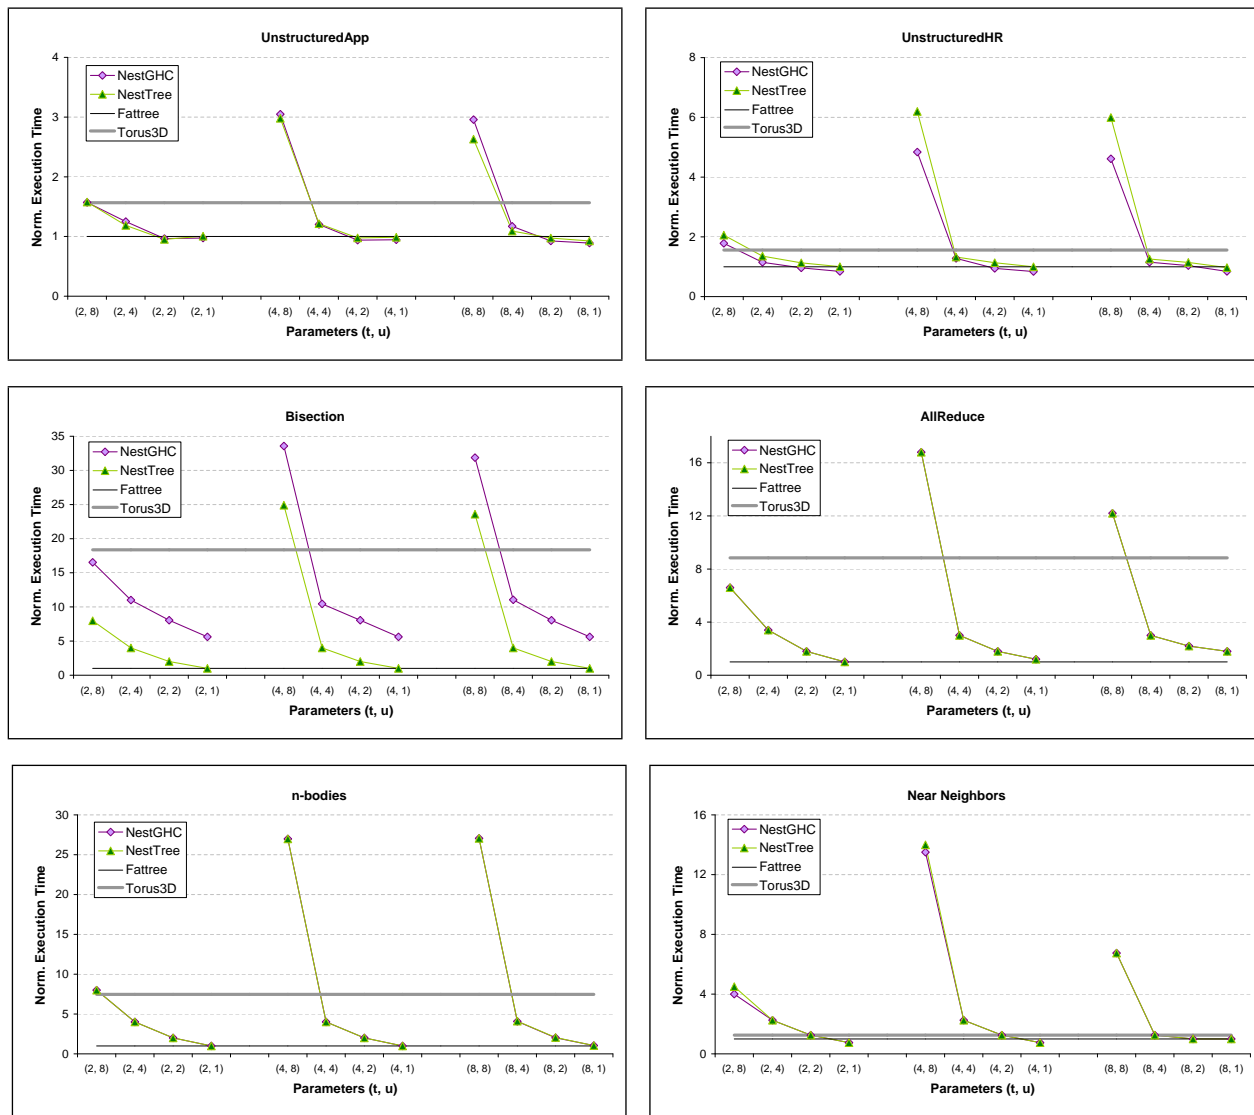 UnstructuredApp
4
3
2
1
0
Norm. Execution Time
NestGHC
NestTree
Fattree
Torus3D
(2, 8) (2, 4) (2, 2) (2, 1) (4, 8) (4, 4) (4, 2) (4, 1) (8, 8) (8, 4) (8, 2) (8, 1)
Parameters (t, u)
UnstructuredHR
8
6
4
2
0
Norm. Execution Time
NestGHC
NestTree
Fattree
Torus3D
(2, 8) (2, 4) (2, 2) (2, 1) (4, 8) (4, 4) (4, 2) (4, 1) (8, 8) (8, 4) (8, 2) (8, 1)
Parameters (t, u)
Bisection
35
30
25
20
15
10
5
0
Norm. Execution Time
NestGHC
NestTree
Fattree
Torus3D
(2, 8) (2, 4) (2, 2) (2, 1) (4, 8) (4, 4) (4, 2) (4, 1) (8, 8) (8, 4) (8, 2) (8, 1)
Parameters (t, u)
AllReduce
16
12
8
4
0
Norm. Execution Time
NestGHC
NestTree
Fattree
Torus3D
(2, 8) (2, 4) (2, 2) (2, 1) (4, 8) (4, 4) (4, 2) (4, 1) (8, 8) (8, 4) (8, 2) (8, 1)
Parameters (t, u)
n-bodies
30
25
20
15
10
5
0
Norm. Execution Time
NestGHC
NestTree
Fattree
Torus3D
(2, 8) (2, 4) (2, 2) (2, 1) (4, 8) (4, 4) (4, 2) (4, 1) (8, 8) (8, 4) (8, 2) (8, 1)
Parameters (t, u)
Near Neighbors
16
12
8
4
0
Norm. Execution Time
NestGHC
NestTree
Fattree
Torus3D
(2, 8) (2, 4) (2, 2) (2, 1) (4, 8) (4, 4) (4, 2) (4, 1) (8, 8) (8, 4) (8, 2) (8, 1)
Parameters (t, u)